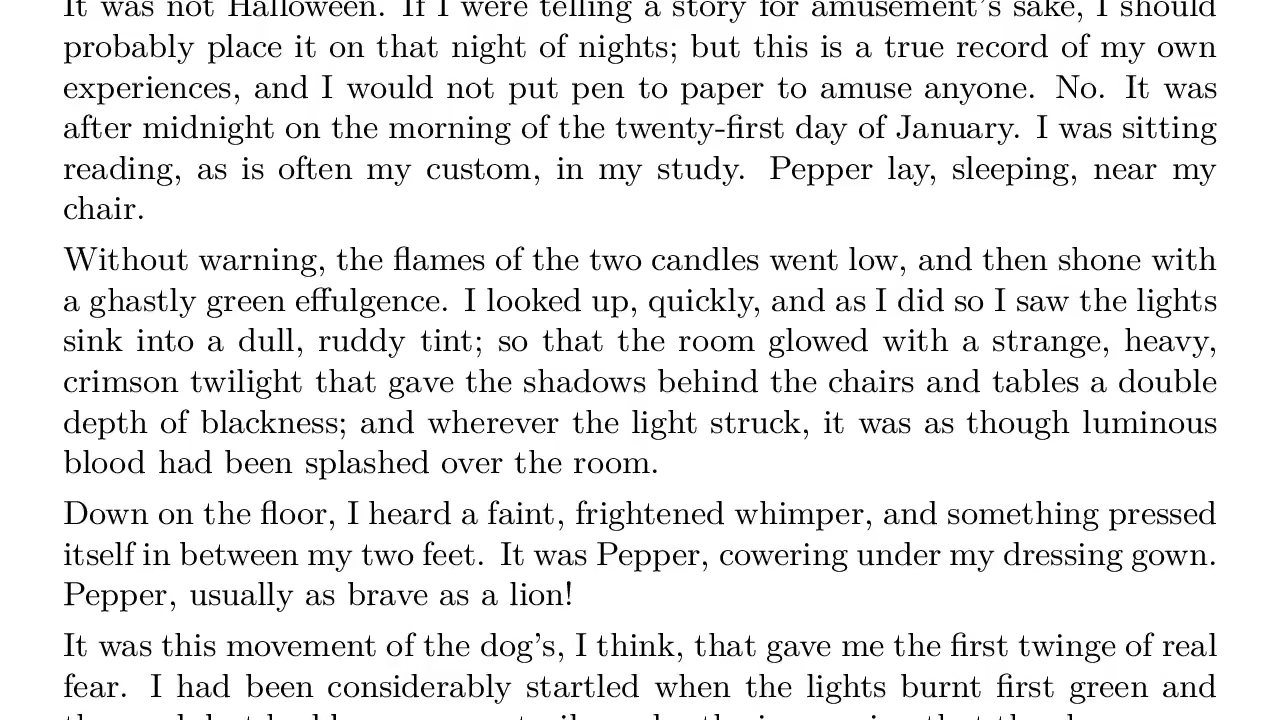 It was not Halloween. If I were telling a story for amusement's sake, I should
probably place it on that night of nights; but this is a true record of my own
experiences, and I would not put pen to paper to amuse anyone. No. It was
after midnight on the morning of the twenty-first day of January. I was sitting
reading, as is often my custom, in my study. Pepper lay, sleeping, near my
chair.
Without warning, the flames of the two candles went low, and then shone with
a ghastly green effulgence. I looked up, quickly, and as I did so I saw the lights
sink into a dull, ruddy tint; so that the room glowed with a strange, heavy,
crimson twilight that gave the shadows behind the chairs and tables a double
depth of blackness; and wherever the light struck, it was as though luminous
blood had been splashed over the room.
Down on the floor, I heard a faint, frightened whimper, and something pressed
itself in between my two feet. It was Pepper, cowering under my dressing gown.
Pepper, usually as brave as a lion!
It was this movement of the dog's, I think, that gave me the first twinge of real
fear. I had been considerably startled when the lights burnt first green and